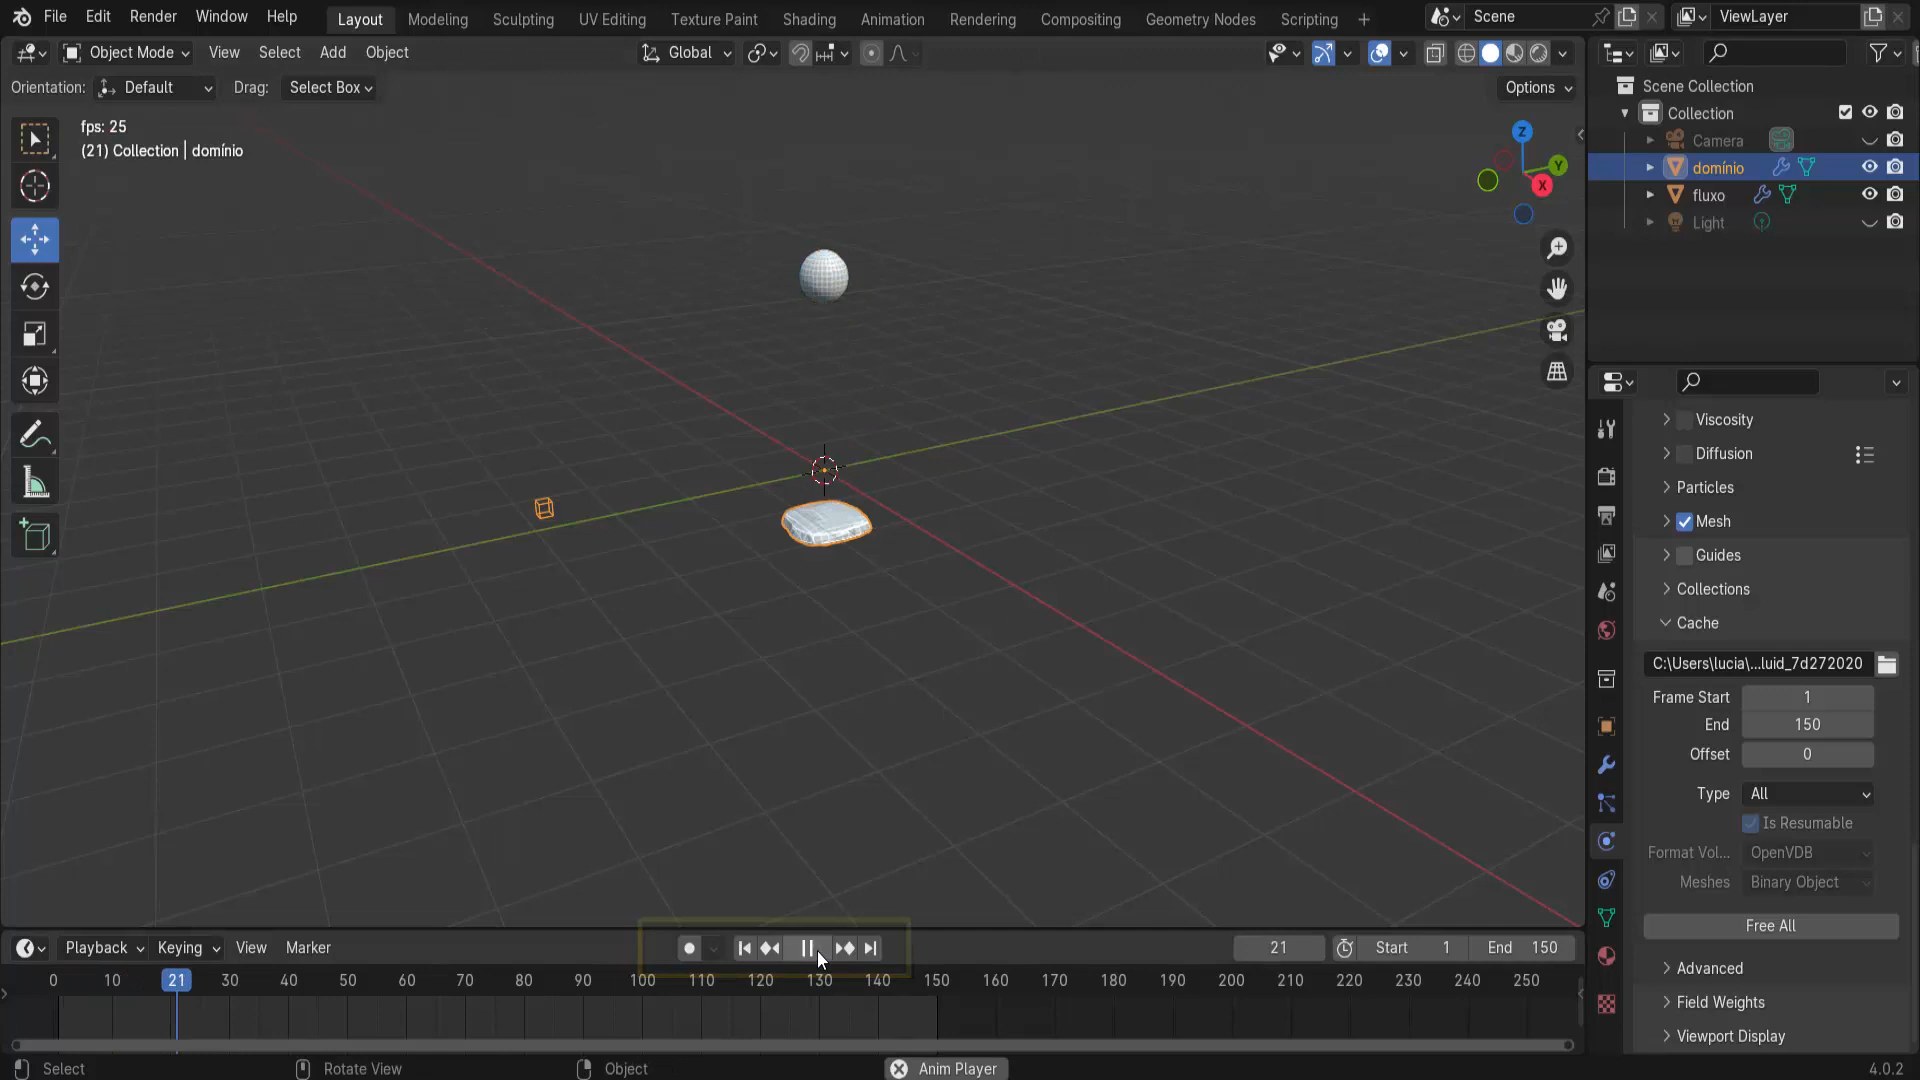 File Edit Render Window Help Layout Modeling Sculpting UV Editing Texture Paint Shading Animation Rendering Compositing Geometry Nodes Scripting + Scene ViewLayer
Object Mode View Select Add Object Global
Orientation: Default Drag: Select Box Options
fps: 25
(21) Collection | domínio
Z
Y
X
Scene Collection
Collection
Camera
domínio
fluxo
Light
Viscosity
Diffusion
Particles
Mesh
Guides
Collections
Cache
C:\Users\lucia\...luid_7d272020
Frame Start 1
End 150
Offset 0
Type All
Is Resumable
Format Vol... OpenVDB
Meshes Binary Object
Free All
Advanced
Field Weights
Viewport Display
Playback Keying View Marker 21 Start 1 End 150
0 10 21 30 40 50 60 70 80 90 100 110 120 130 140 150 160 170 180 190 200 210 220 230 240 250
Select Rotate View Object Anim Player 4.0.2